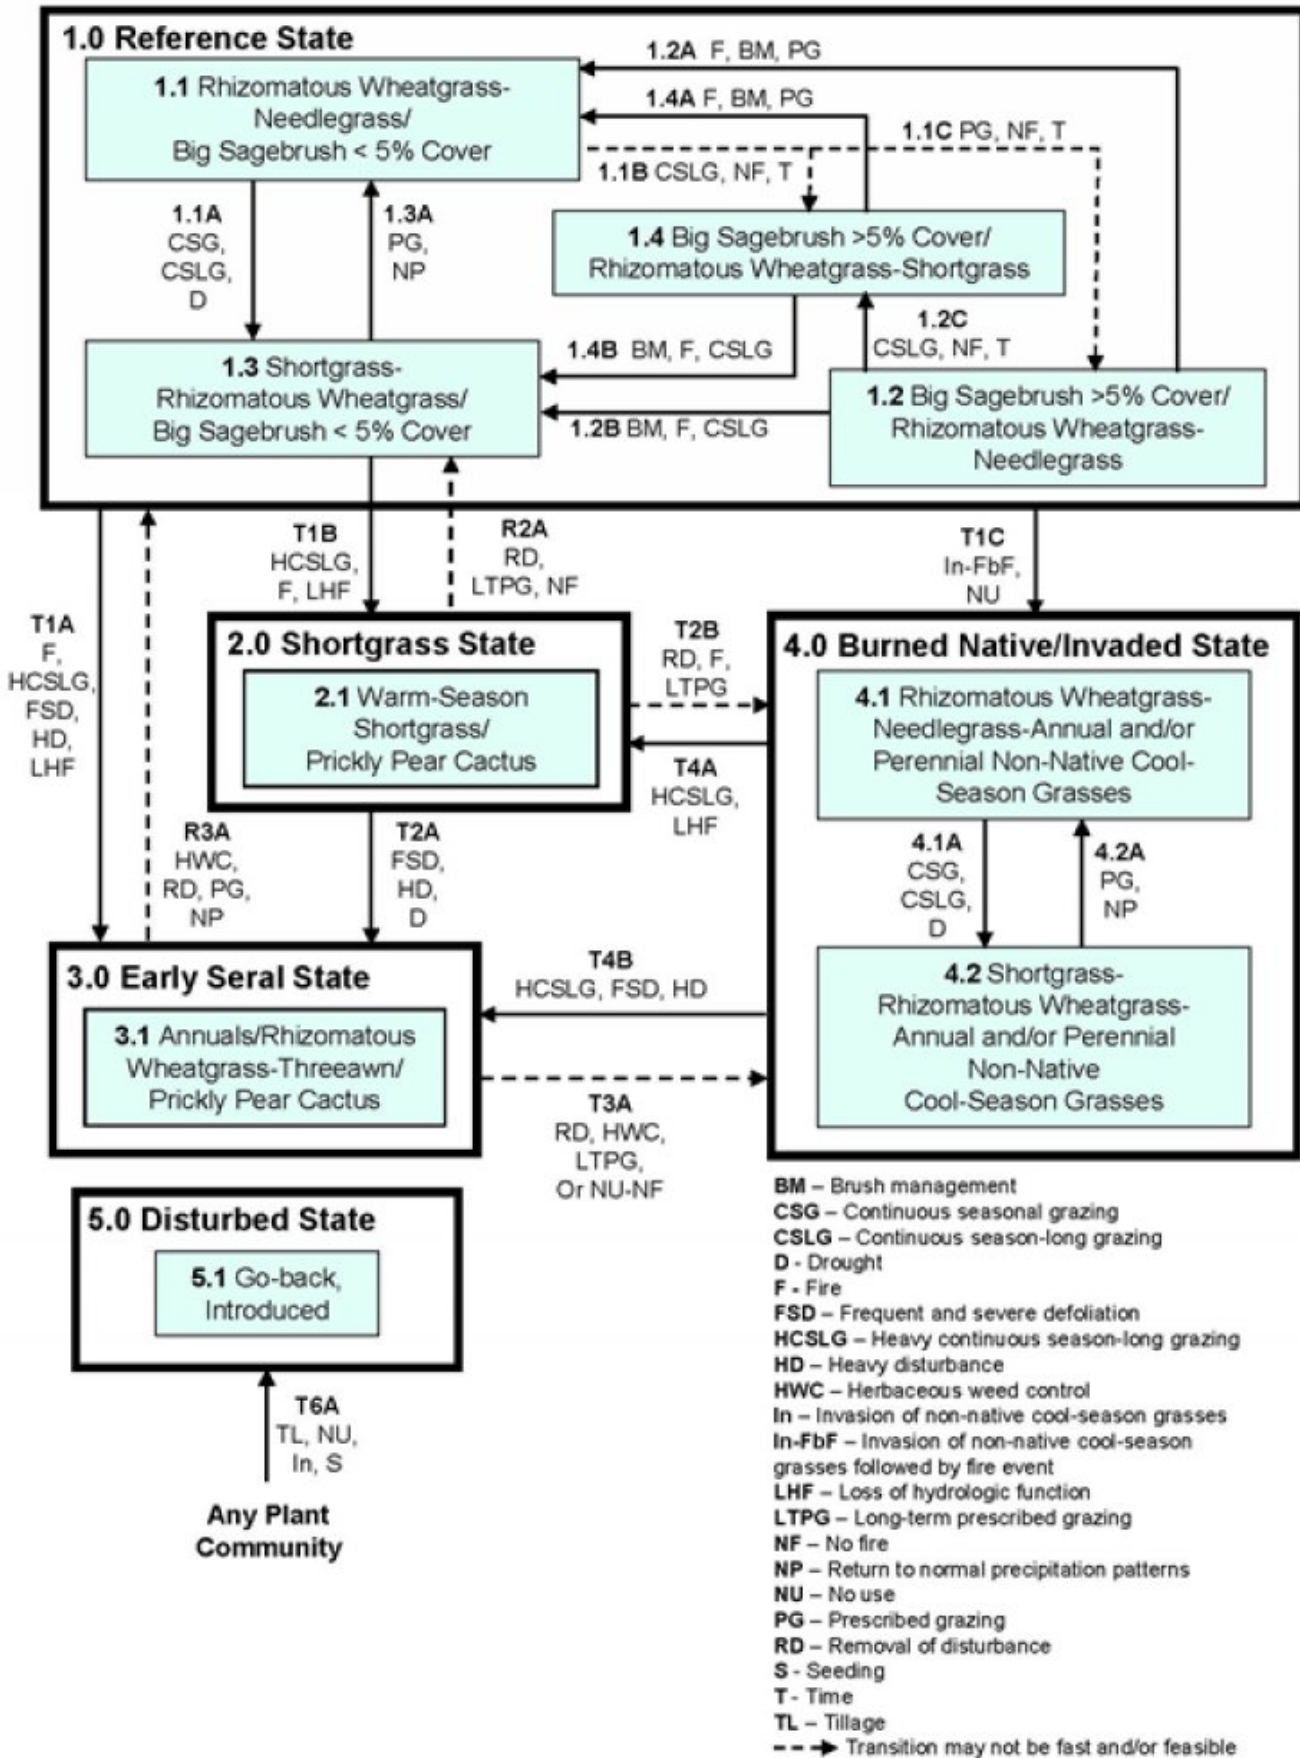 1.0 Reference State
1.1 Rhizomatous Wheatgrass-
Needlegrass/
Big Sagebrush < 5% Cover
1.2A F, BM, PG
1.4A F, BM, PG
1.1C PG, NF, T
1.1B CSLG, NF, T
1.1A
CSG,
CSLG,
D
1.3A
PG,
NP
1.4 Big Sagebrush >5% Cover/
Rhizomatous Wheatgrass-Shortgrass
1.2C
CSLG, NF, T
1.4B BM, F, CSLG
1.3 Shortgrass-
Rhizomatous Wheatgrass/
Big Sagebrush < 5% Cover
1.2B BM, F, CSLG
1.2 Big Sagebrush >5% Cover/
Rhizomatous Wheatgrass-
Needlegrass
T1B
HCSLG,
F, LHF
R2A
RD,
LTPG, NF
T1C
In-FbF,
NU
T1A
F,
HCSLG,
FSD,
HD,
LHF
2.0 Shortgrass State
2.1 Warm-Season
Shortgrass/
Prickly Pear Cactus
T2B
RD, F,
LTPG
T4A
HCSLG,
LHF
4.0 Burned Native/Invaded State
4.1 Rhizomatous Wheatgrass-
Needlegrass-Annual and/or
Perennial Non-Native Cool-
Season Grasses
4.1A
CSG,
CSLG,
D
4.2A
PG,
NP
4.2 Shortgrass-
Rhizomatous Wheatgrass-
Annual and/or Perennial
Non-Native
Cool-Season Grasses
R3A
HWC,
RD, PG,
NP
T2A
FSD,
HD,
D
3.0 Early Seral State
3.1 Annuals/Rhizomatous
Wheatgrass-Threeawn/
Prickly Pear Cactus
T4B
HCSLG, FSD, HD
T3A
RD, HWC,
LTPG,
Or NU-NF
5.0 Disturbed State
5.1 Go-back,
Introduced
T6A
TL, NU,
In, S
Any Plant
Community
BM – Brush management
CSG – Continuous seasonal grazing
CSLG – Continuous season-long grazing
D - Drought
F - Fire
FSD – Frequent and severe defoliation
HCSLG – Heavy continuous season-long grazing
HD – Heavy disturbance
HWC – Herbaceous weed control
In – Invasion of non-native cool-season grasses
In-FbF – Invasion of non-native cool-season
grasses followed by fire event
LHF – Loss of hydrologic function
LTPG – Long-term prescribed grazing
NF – No fire
NP – Return to normal precipitation patterns
NU – No use
PG – Prescribed grazing
RD – Removal of disturbance
S - Seeding
T - Time
TL – Tillage
Transition may not be fast and/or feasible